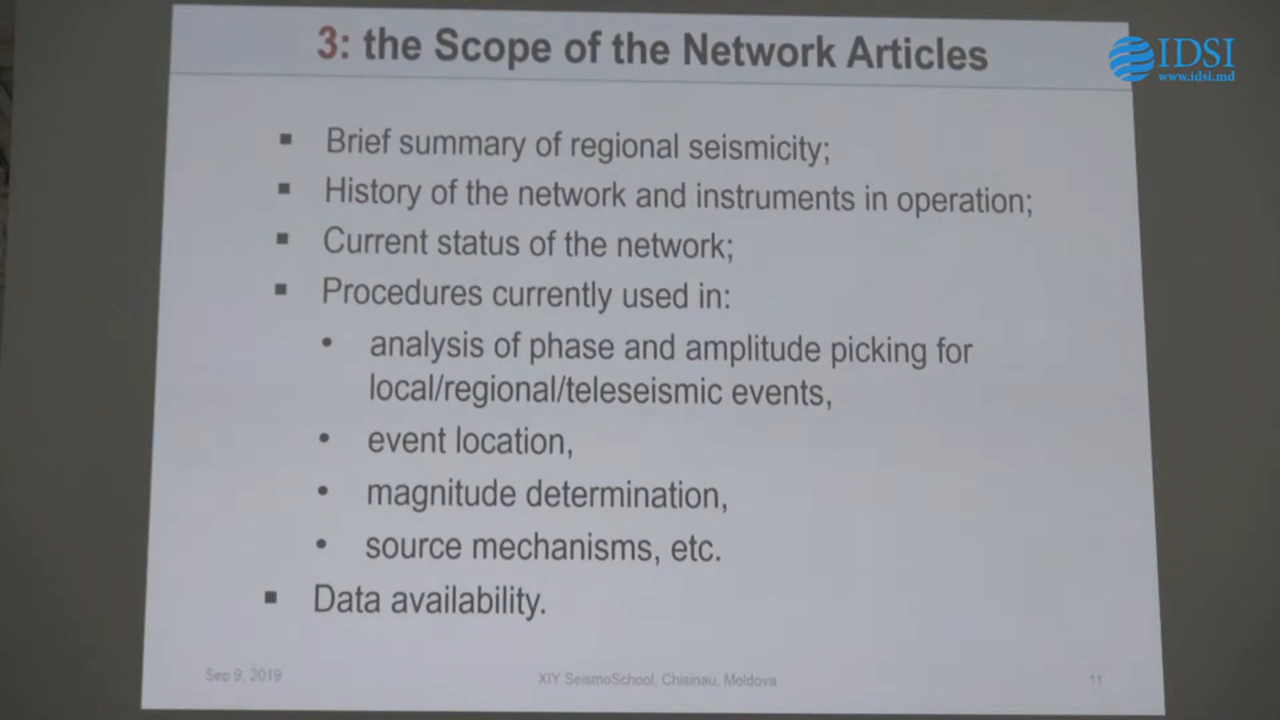 3: the Scope of the Network Articles
IDSI
www.idsi.md
▪ Brief summary of regional seismicity;
▪ History of the network and instruments in operation;
▪ Current status of the network;
▪ Procedures currently used in:
• analysis of phase and amplitude picking for
local/regional/teleseismic events,
• event location,
• magnitude determination,
• source mechanisms, etc.
▪ Data availability.
Sep 9, 2019
XIY SeismoSchool, Chisinau, Moldova
11